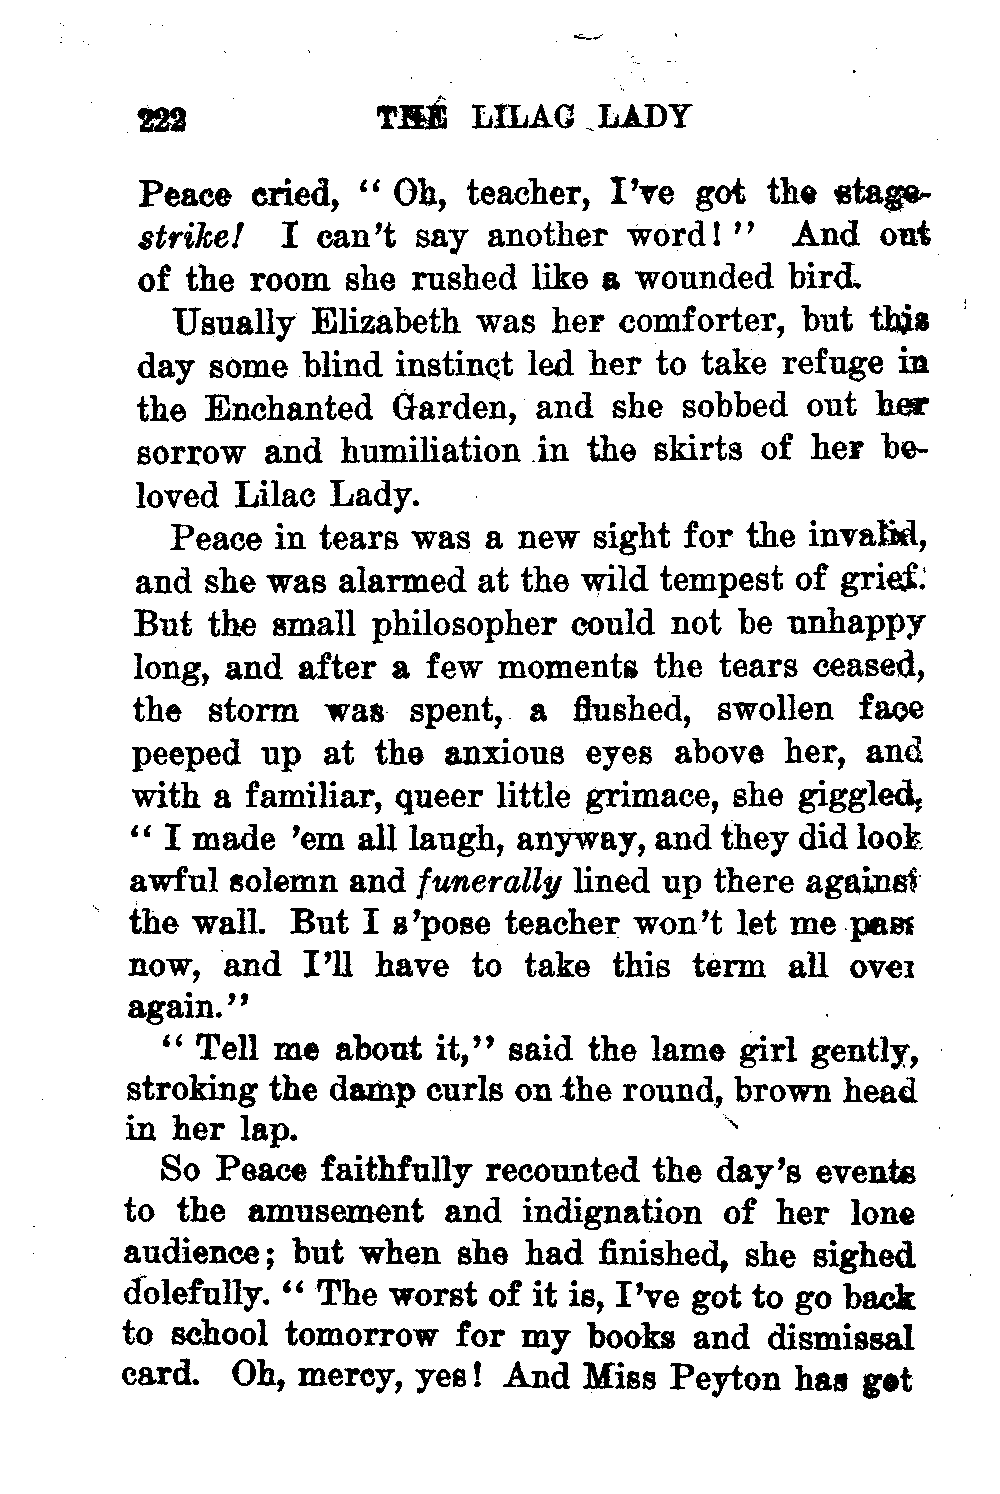 222 THE LILAC LADY
Peace cried, “ Oh, teacher, I’ve got the stage-
strike! I can’t say another word! ” And out
of the room she rushed like a wounded bird.
Usually Elizabeth was her comforter, but this
day some blind instinct led her to take refuge in
the Enchanted Garden, and she sobbed out her
sorrow and humiliation in the skirts of her be-
loved Lilac Lady.
Peace in tears was a new sight for the invalid,
and she was alarmed at the wild tempest of grief.
But the small philosopher could not be unhappy
long, and after a few moments the tears ceased,
the storm was spent, a flushed, swollen face
peeped up at the anxious eyes above her, and
with a familiar, queer little grimace, she giggled,
“ I made ’em all laugh, anyway, and they did look
awful solemn and funerally lined up there against
the wall. But I s’pose teacher won’t let me pass
now, and I’ll have to take this term all over
again.”
“ Tell me about it,” said the lame girl gently,
stroking the damp curls on the round, brown head
in her lap.
So Peace faithfully recounted the day’s events
to the amusement and indignation of her lone
audience; but when she had finished, she sighed
dolefully. “ The worst of it is, I’ve got to go back
to school tomorrow for my books and dismissal
card. Oh, mercy, yes! And Miss Peyton has got